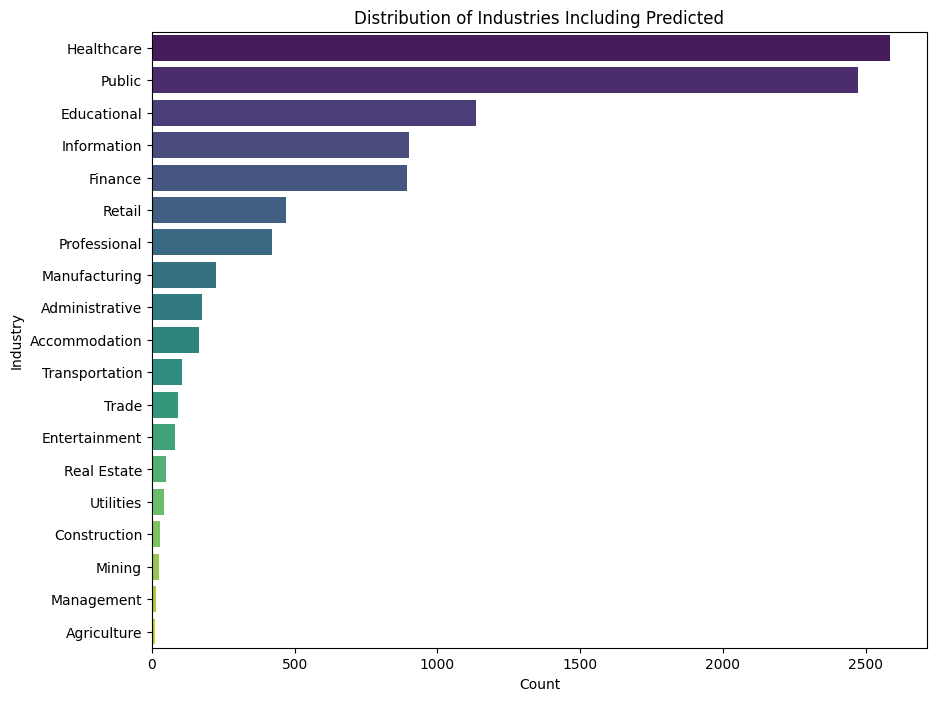 Distribution of Industries Including Predicted
Healthcare
Public
Educational
Information
Finance
Retail
Professional
Manufacturing
Administrative
Accommodation
Transportation
Trade
Entertainment
Real Estate
Utilities
Construction
Mining
Management
Agriculture
Industry
0 500 1000 1500 2000 2500
Count